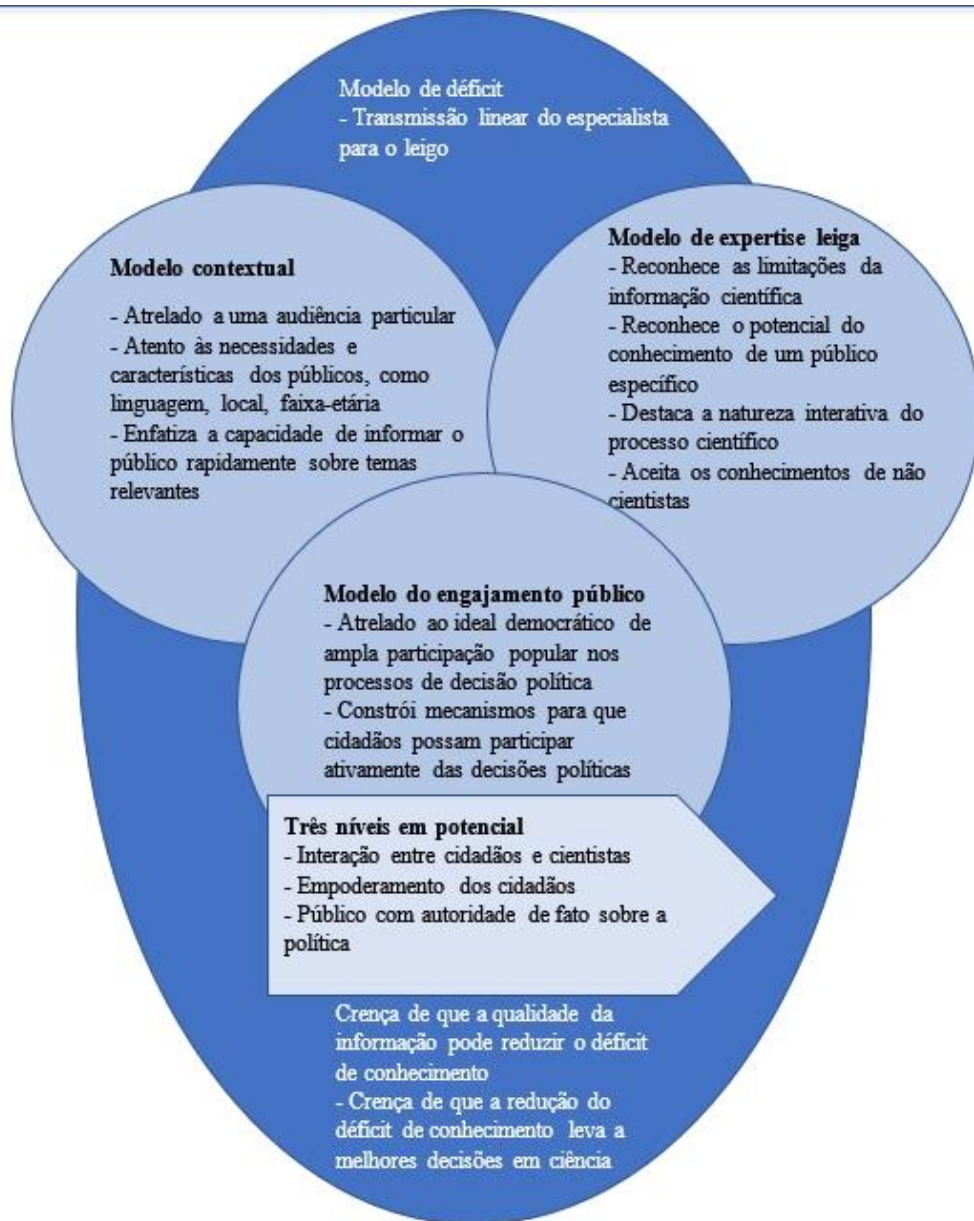 Modelo de déficit
- Transmissão linear do especialista
para o leigo
Modelo contextual
- Atrelado a uma audiência particular
- Atento às necessidades e
características dos públicos, como
linguagem, local, faixa-etária
- Enfatiza a capacidade de informar o
público rapidamente sobre temas
relevantes
Modelo de expertise leiga
- Reconhece as limitações da
informação científica
- Reconhece o potencial do
conhecimento de um público
específico
- Destaca a natureza interativa do
processo científico
- Aceita os conhecimentos de não
cientistas
Modelo do engajamento público
- Atrelado ao ideal democrático de
ampla participação popular nos
processos de decisão política
- Constrói mecanismos para que
cidadãos possam participar
ativamente das decisões políticas
Três níveis em potencial
- Interação entre cidadãos e cientistas
- Empoderamento dos cidadãos
- Público com autoridade de fato sobre a
política
Crença de que a qualidade da
informação pode reduzir o déficit
de conhecimento
- Crença de que a redução do
déficit de conhecimento leva a
melhores decisões em ciência